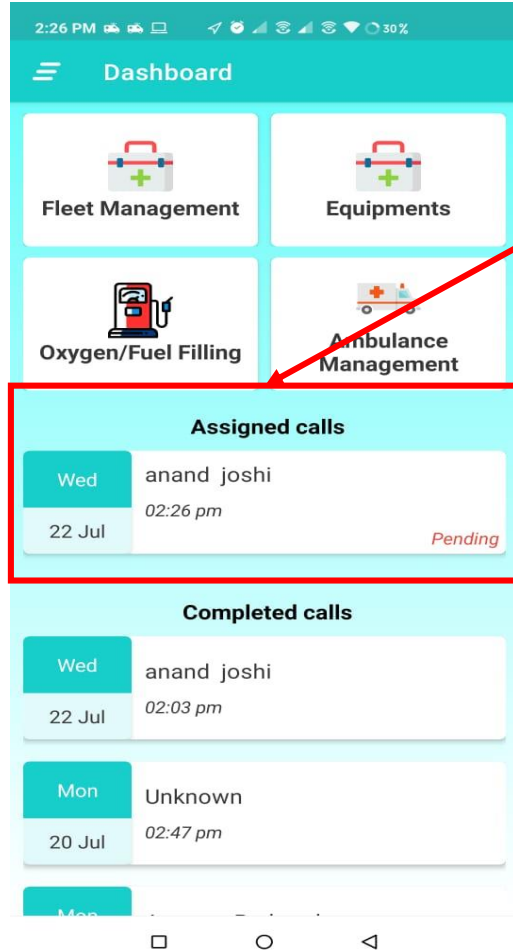 2:26 PM 30%
Dashboard
Fleet Management Equipments
Oxygen/Fuel Filling Ambulance Management
Assigned calls
Wed anand joshi
02:26 pm
22 Jul Pending
Completed calls
Wed anand joshi
22 Jul 02:03 pm
Mon Unknown
20 Jul 02:47 pm
Mon